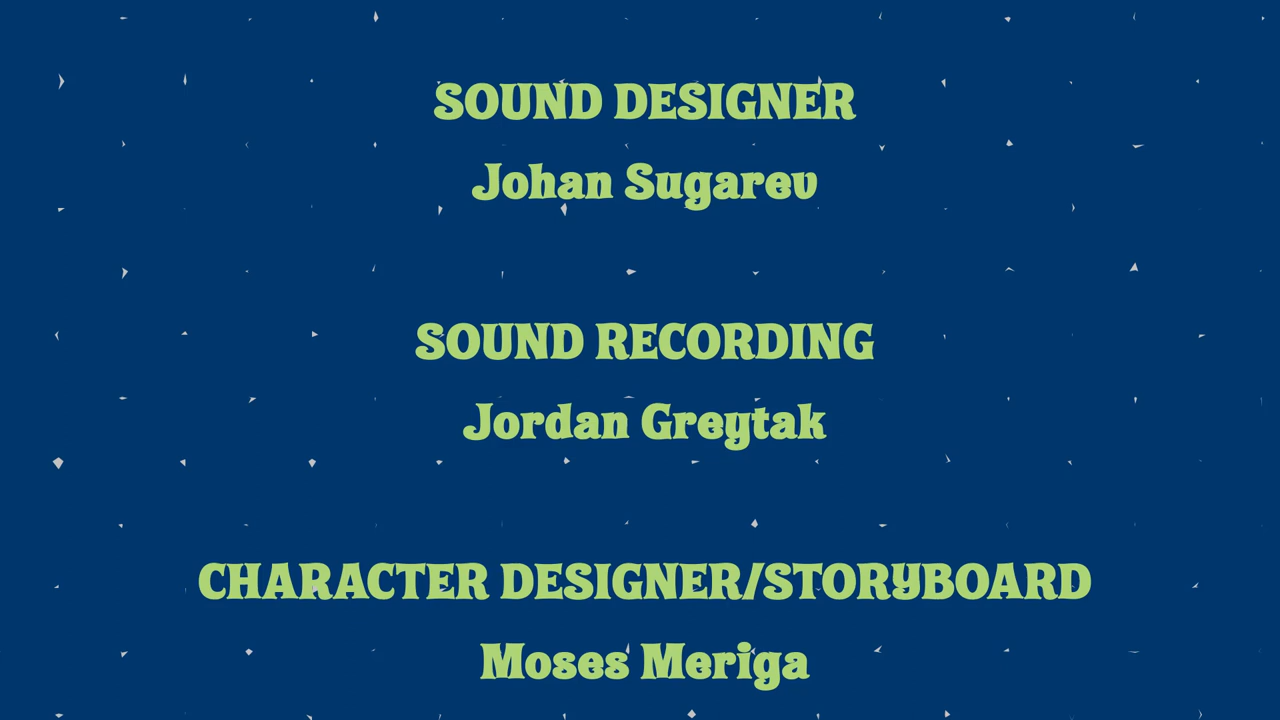 SOUND DESIGNER
Johan Sugarev
SOUND RECORDING
Jordan Greytak
CHARACTER DESIGNER/STORYBOARD
Moses Meriga